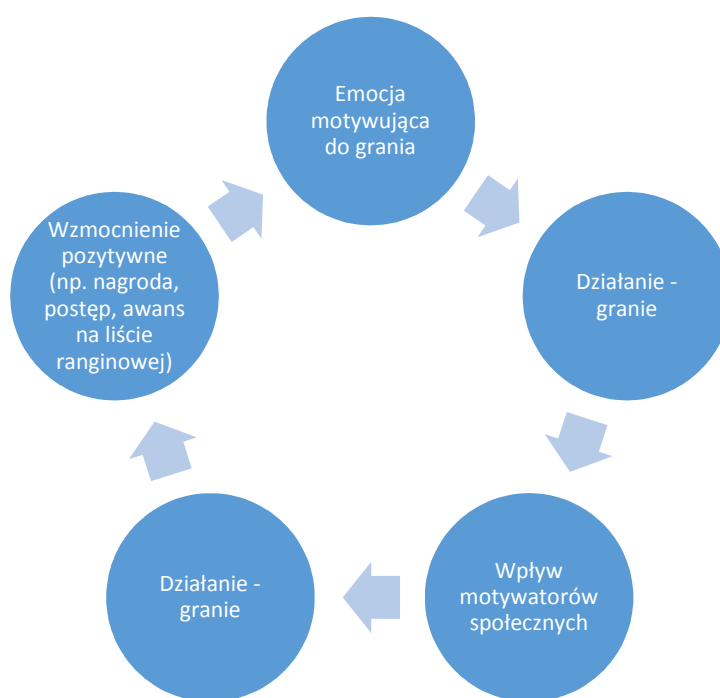 Emocja
motywująca
do grania
Działanie -
granie
Wpływ
motywatorów
społecznych
Działanie -
granie
Wzmocnienie
pozytywne
(np. nagroda,
postęp, awans
na liście
ranginowej)